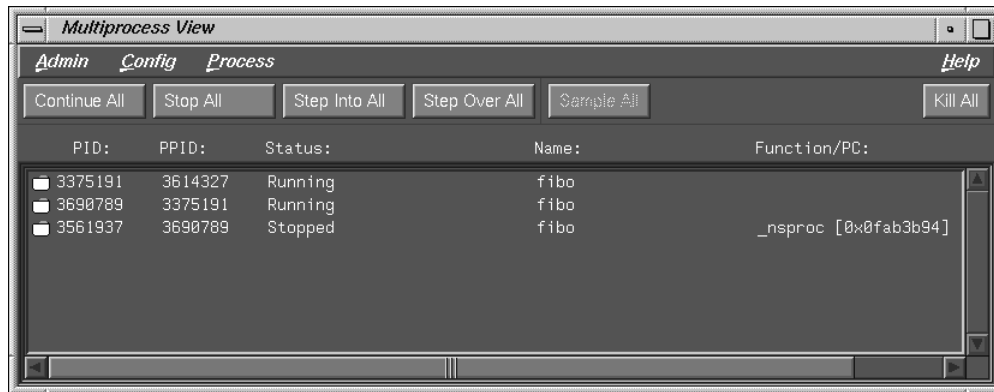 Multiprocess View
Admin Config Process Help
Continue All Stop All Step Into All Step Over All Sample All Kill All
PID: PPID: Status: Name: Function/PC:
3375191 3614327 Running fibo
3690789 3375191 Running fibo
3561937 3690789 Stopped fibo _nsproc [0x0fab3b94]